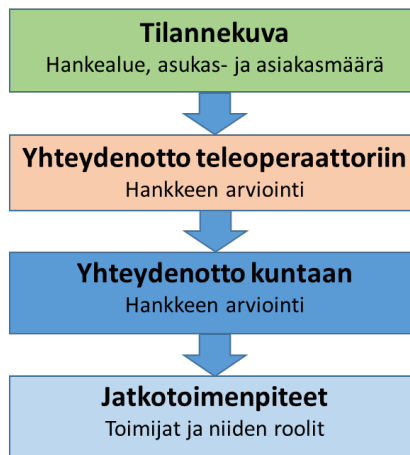 Tilannekuva
Hankealue, asukas- ja asiakasmäärä
Yhteydenotto teleoperaattoriin
Hankkeen arviointi
Yhteydenotto kuntaan
Hankkeen arviointi
Jatkotoimenpiteet
Toimijat ja niiden roolit